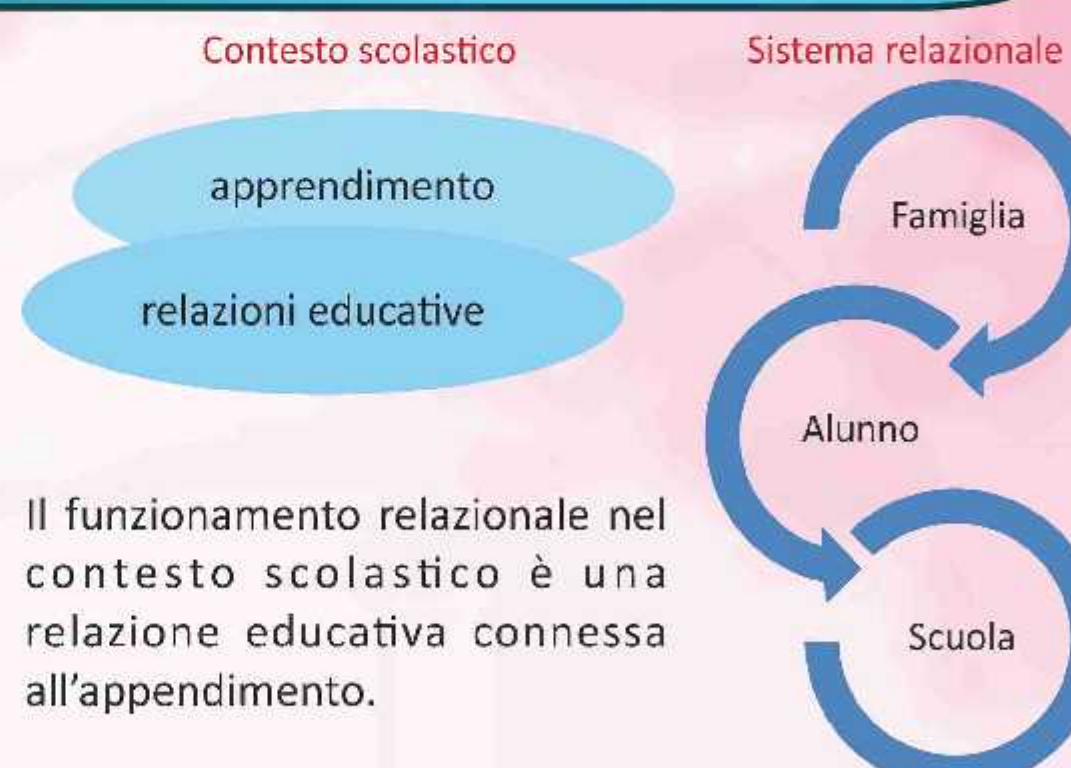 Contesto scolastico
Sistema relazionale
apprendimento
relazioni educative
Famiglia
Alunno
Scuola
Il funzionamento relazionale nel
contesto scolastico è una
relazione educativa connessa
all'appendimento.